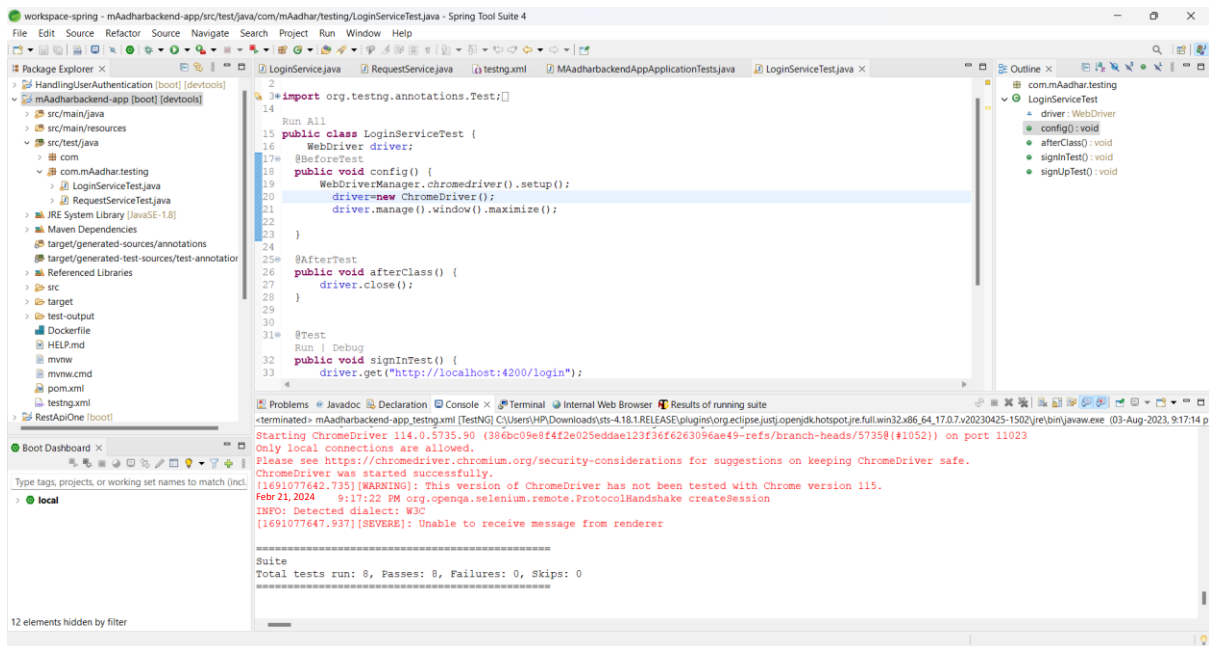 workspace-spring - mAadharbackend-app/src/test/java/com/mAadhar/testing/LoginServiceTest.java - Spring Tool Suite 4
File Edit Source Refactor Source Navigate Search Project Run Window Help
Package Explorer
HandlingUserAuthentication [boot] [devtools]
mAadharbackend-app [boot] [devtools]
src/main/java
src/main/resources
src/test/java
com
com.mAadhar.testing
LoginServiceTest.java
RequestServiceTest.java
JRE System Library [JavaSE-1.8]
Maven Dependencies
target/generated-sources/annotations
target/generated-test-sources/test-annotation
Referenced Libraries
src
target
test-output
Dockerfile
HELP.md
mvnw
mvnw.cmd
pom.xml
testng.xml
RestApiOne [boot]
Boot Dashboard
Type tags, projects, or working set names to match (incl.
local
12 elements hidden by filter
LoginService.java RequestService.java testng.xml MAadharbackendAppApplicationTests.java LoginServiceTest.java
2
3 import org.testng.annotations.Test;
14
Run All
15 public class LoginServiceTest {
16 WebDriver driver;
17 @BeforeTest
18 public void config() {
19 WebDriverManager.chromedriver().setup();
20 driver=new ChromeDriver();
21 driver.manage().window().maximize();
22
23 }
24
25 @AfterTest
26 public void afterClass() {
27 driver.close();
28 }
29
30
31 @Test
Run | Debug
32 public void signInTest() {
33 driver.get("http://localhost:4200/login");
Outline
com.mAadhar.testing
LoginServiceTest
driver : WebDriver
config() : void
afterClass() : void
signInTest() : void
signUpTest() : void
Problems Javadoc Declaration Console Terminal Internal Web Browser Results of running suite
<terminated> mAadharbackend-app_testng.xml [TestNG] C:\Users\HP\Downloads\sts-4.18.1.RELEASE\plugins\org.eclipse.justj.openjdk.hotspot.jre.full.win32.x86_64_17.0.7.v20230425-1502\jre\bin\javaw.exe (03-Aug-2023, 9:17:14 p
Starting ChromeDriver 114.0.5735.90 (386bc09e8f4f2e025eddae123f36f6263096ae49-refs/branch-heads/5735@{#1052}) on port 11023
Only local connections are allowed.
Please see https://chromedriver.chromium.org/security-considerations for suggestions on keeping ChromeDriver safe.
ChromeDriver was started successfully.
[1691077642.735][WARNING]: This version of ChromeDriver has not been tested with Chrome version 115.
Febr 21, 2024 9:17:22 PM org.openqa.selenium.remote.ProtocolHandshake createSession
INFO: Detected dialect: W3C
[1691077647.937][SEVERE]: Unable to receive message from renderer
===============================================
Suite
Total tests run: 8, Passes: 8, Failures: 0, Skips: 0
===============================================